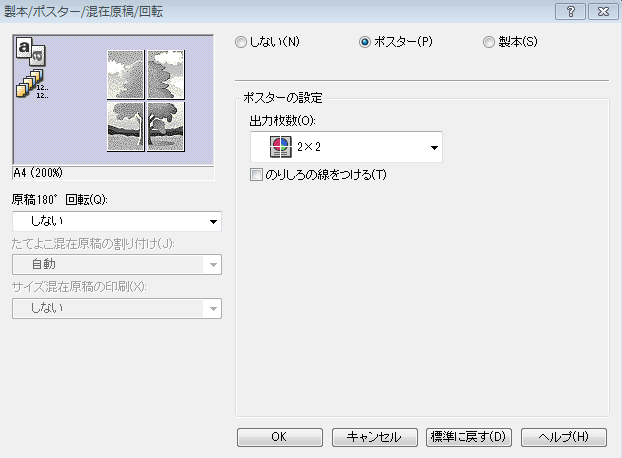 製本/ポスター/混在原稿/回転
しない(N)
ポスター(P)
製本(S)
a
a
12..
12..
A4 (200%)
原稿180°回転(Q):
しない
たてよこ混在原稿の割り付け(J):
自動
サイズ混在原稿の印刷(X):
しない
ポスターの設定
出力枚数(O):
2×2
のりしろの線をつける(T)
OK
キャンセル
標準に戻す(D)
ヘルプ(H)